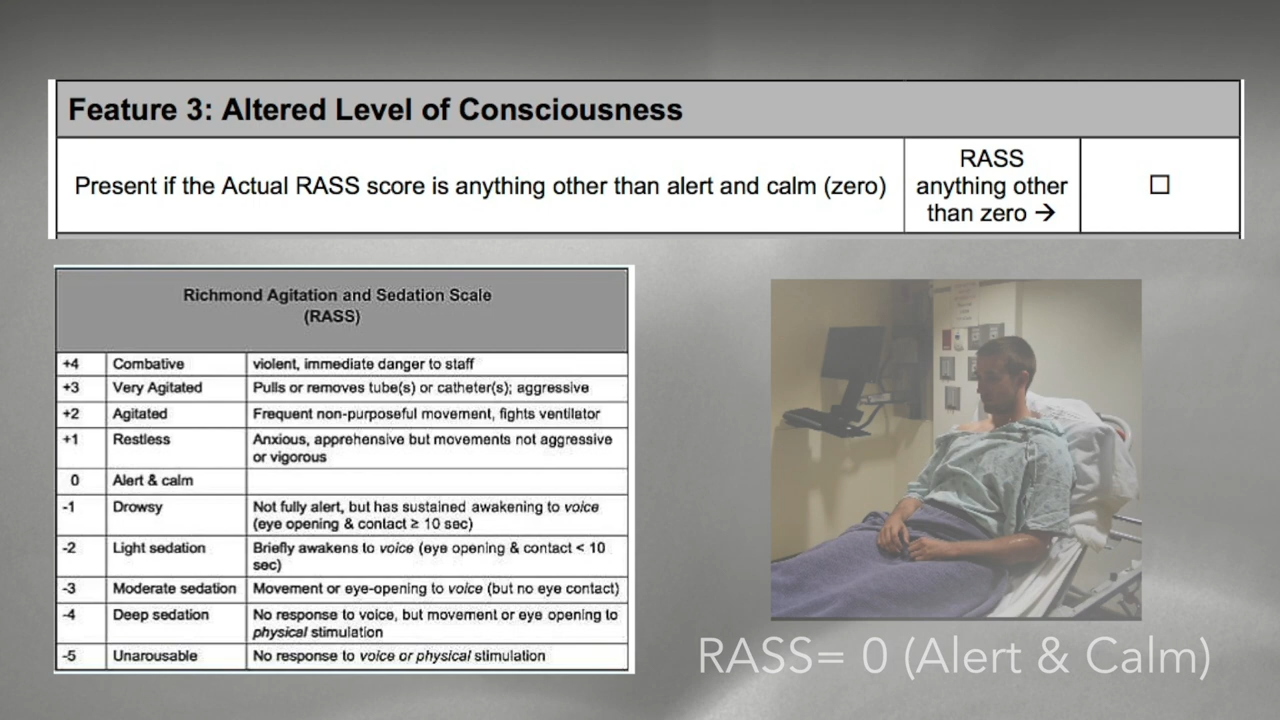 Feature 3: Altered Level of Consciousness
Present if the Actual RASS score is anything other than alert and calm (zero)
RASS
anything other
than zero →
☐
Richmond Agitation and Sedation Scale
(RASS)
+4 Combative violent, immediate danger to staff
+3 Very Agitated Pulls or removes tube(s) or catheter(s); aggressive
+2 Agitated Frequent non-purposeful movement, fights ventilator
+1 Restless Anxious, apprehensive but movements not aggressive
or vigorous
0 Alert & calm
-1 Drowsy Not fully alert, but has sustained awakening to voice
(eye opening & contact ≥ 10 sec)
-2 Light sedation Briefly awakens to voice (eye opening & contact < 10
sec)
-3 Moderate sedation Movement or eye-opening to voice (but no eye contact)
-4 Deep sedation No response to voice, but movement or eye opening to
physical stimulation
-5 Unarousable No response to voice or physical stimulation
RASS= 0 (Alert & Calm)